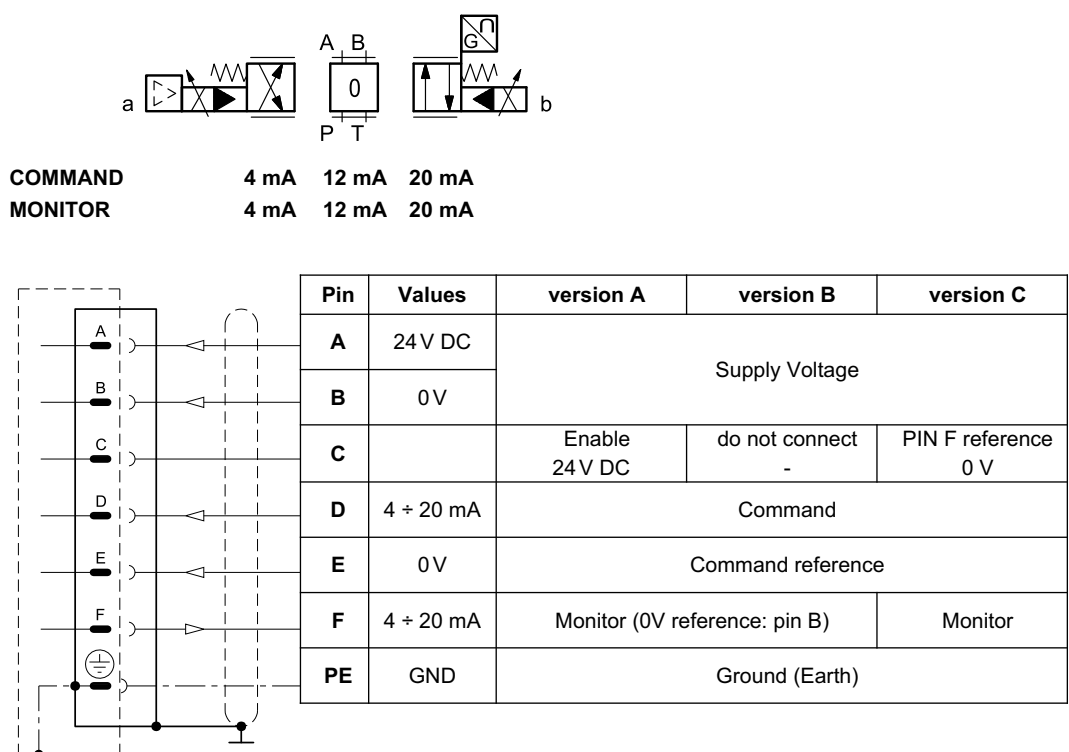 A B
G
a
0
b
P T
COMMAND 4 mA 12 mA 20 mA
MONITOR 4 mA 12 mA 20 mA
Pin Values version A version B version C
A A 24 V DC Supply Voltage
B B 0 V
C C Enable 24 V DC do not connect - PIN F reference 0 V
D D 4 ÷ 20 mA Command
E E 0 V Command reference
F F 4 ÷ 20 mA Monitor (0V reference: pin B) Monitor
PE GND Ground (Earth)